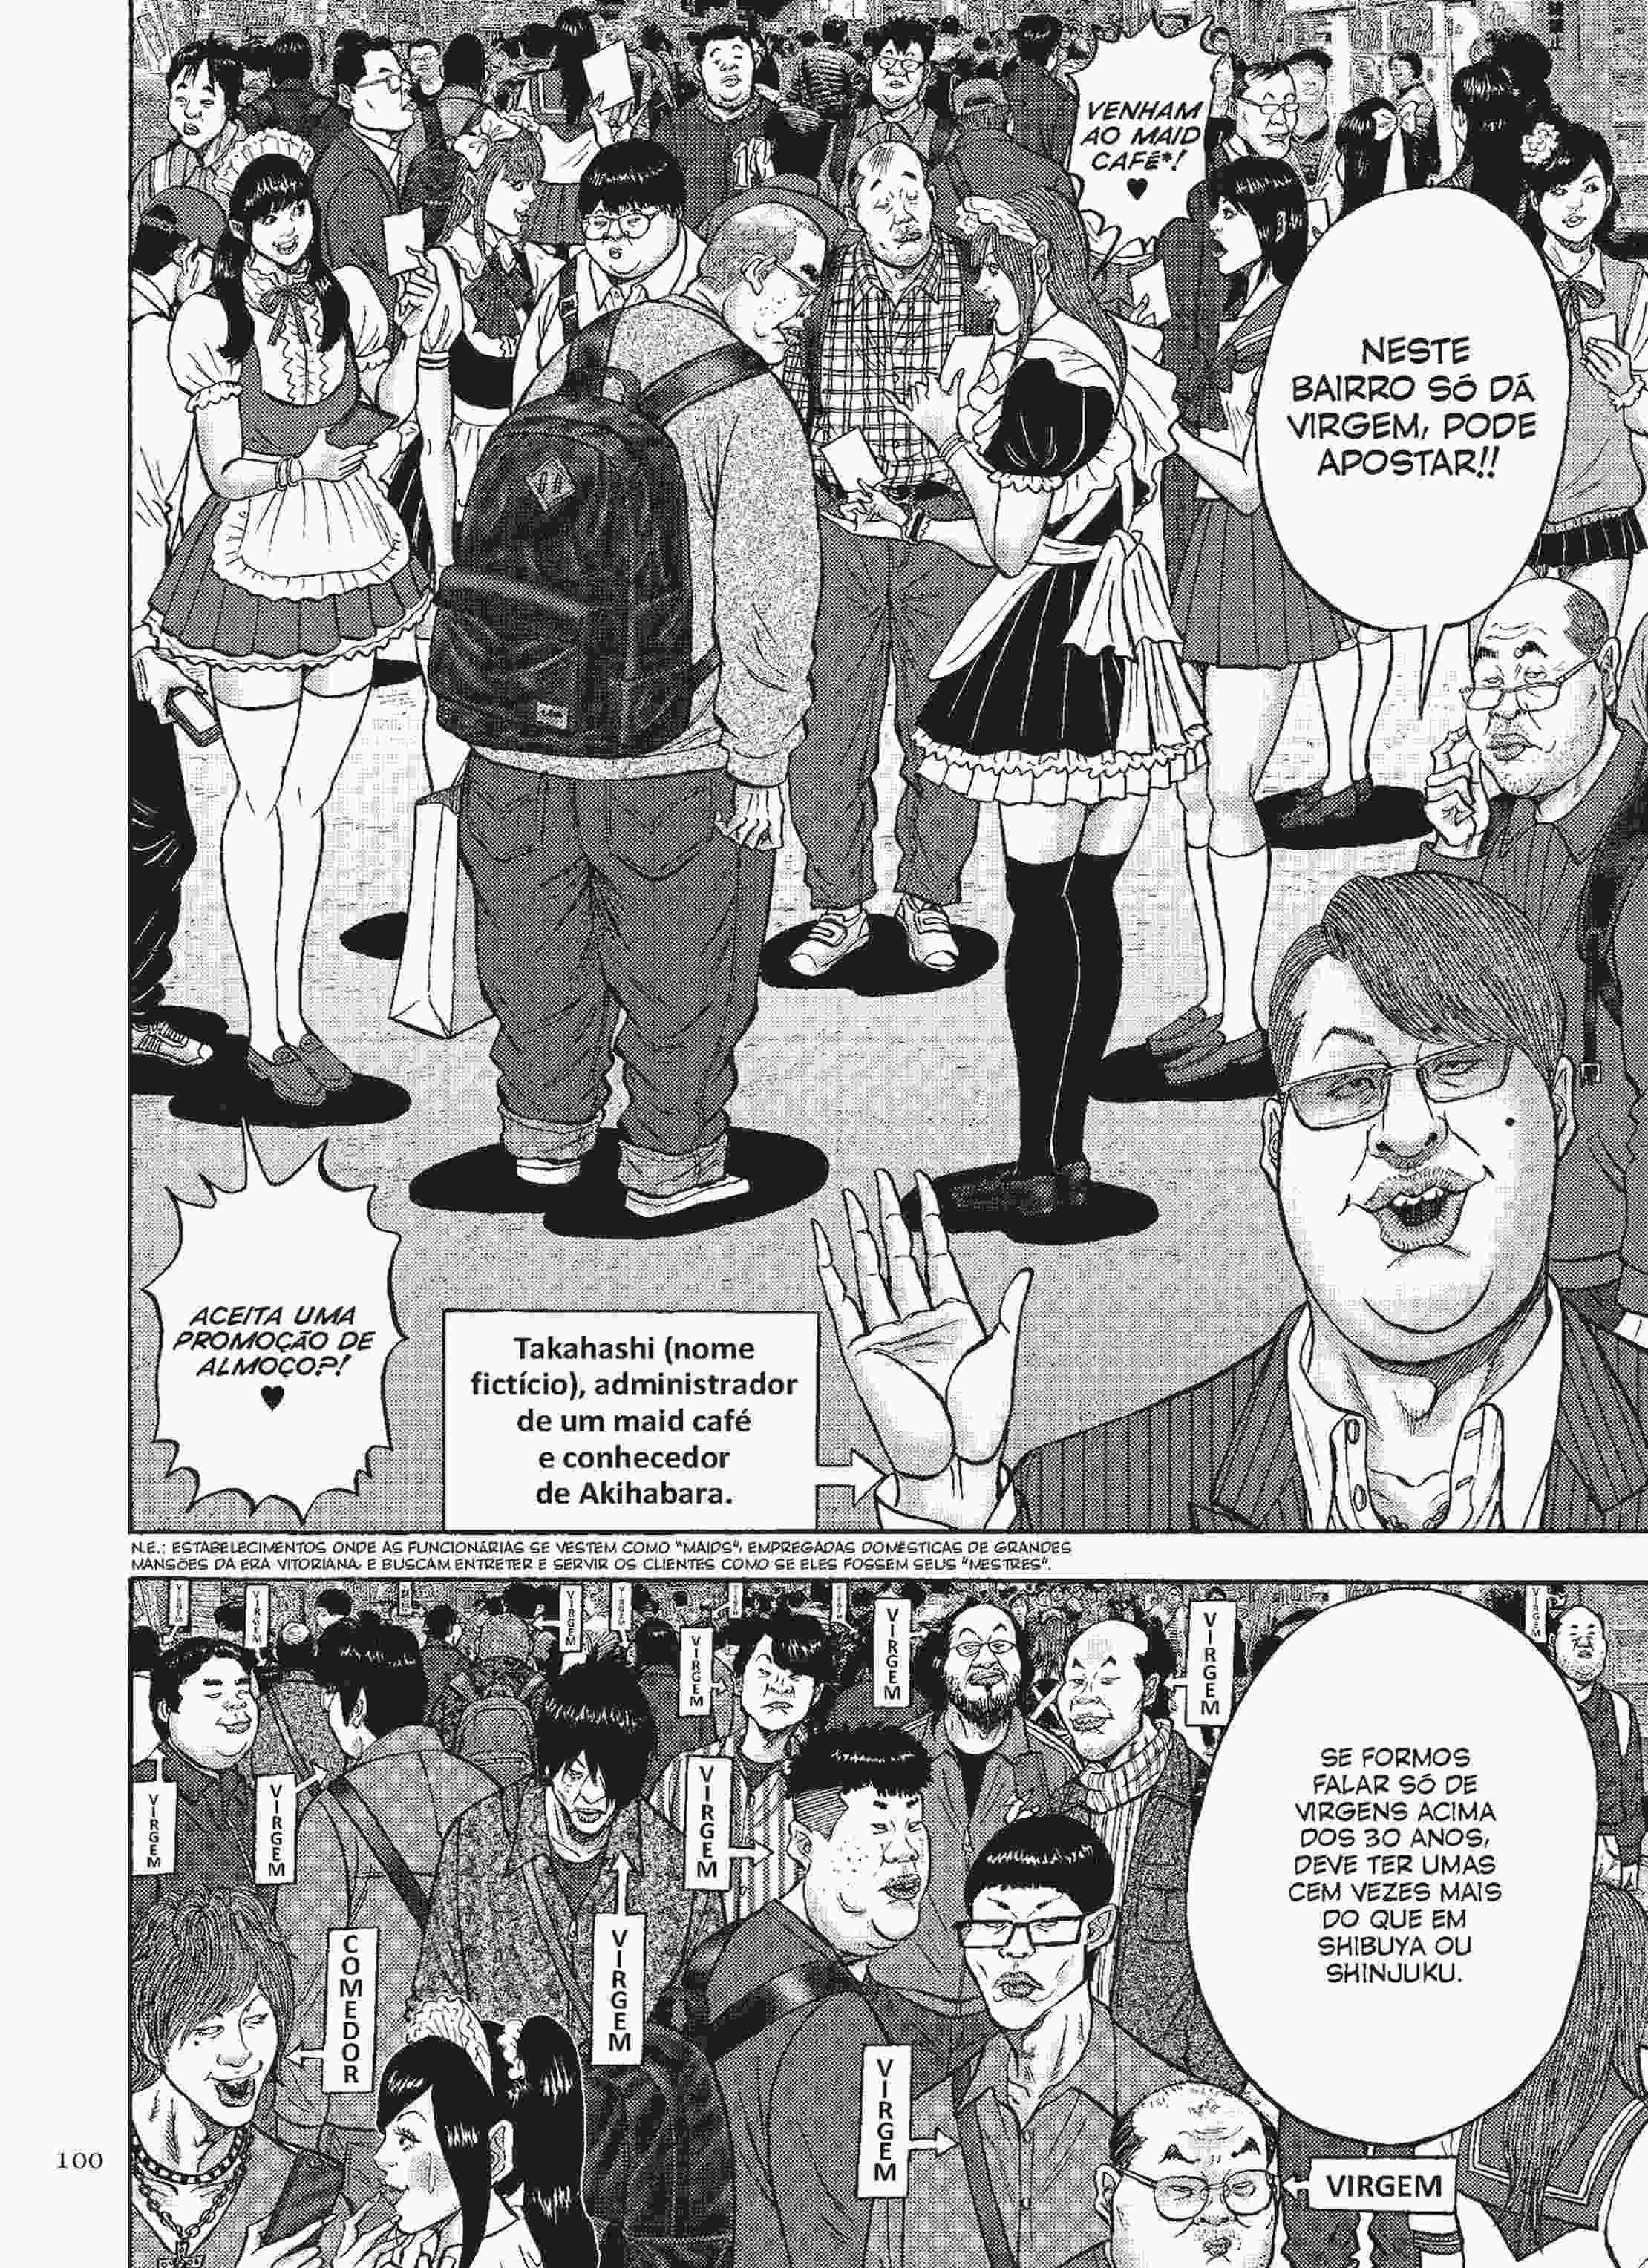 VENHAM
AO MAID
CAFÉ*!
♥
NESTE
BAIRRO SÓ DÁ
VIRGEM, PODE
APOSTAR!!
ACEITA UMA
PROMOÇÃO DE
ALMOÇO?!
♥
Takahashi (nome
fictício), administrador
de um maid café
e conhecedor
de Akihabara.
N.E.: ESTABELECIMENTOS ONDE AS FUNCIONÁRIAS SE VESTEM COMO "MAIDS", EMPREGADAS DOMÉSTICAS DE GRANDES
MANSÕES DA ERA VITORIANA, E BUSCAM ENTRETER E SERVIR OS CLIENTES COMO SE ELES FOSSEM SEUS "MESTRES".
VIRGEM
VIRGEM
VIRGEM
VIRGEM
VIRGEM
VIRGEM
VIRGEM
SE FORMOS
FALAR SÓ DE
VIRGENS ACIMA
DOS 30 ANOS,
DEVE TER UMAS
CEM VEZES MAIS
DO QUE EM
SHIBUYA OU
SHINJUKU.
VIRGEM
VIRGEM
VIRGEM
COMEDOR
VIRGEM
VIRGEM
VIRGEM
100